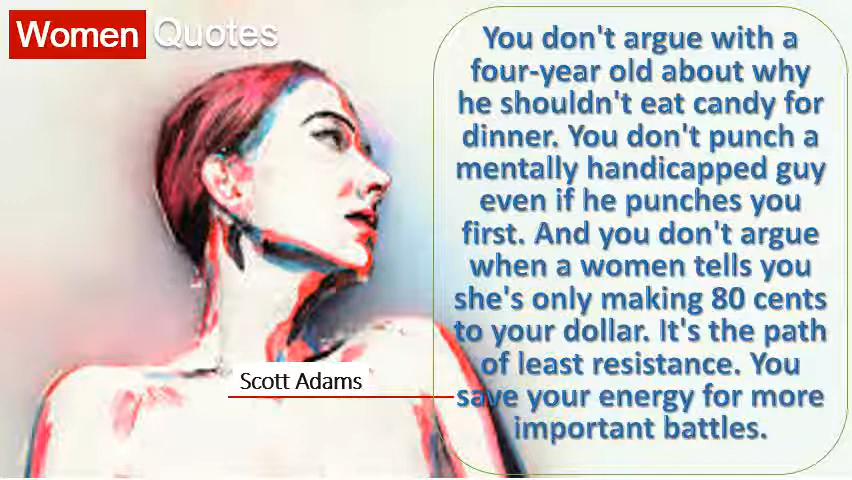 Women Quotes
You don't argue with a
four-year old about why
he shouldn't eat candy for
dinner. You don't punch a
mentally handicapped guy
even if he punches you
first. And you don't argue
when a women tells you
she's only making 80 cents
to your dollar. It's the path
of least resistance. You
save your energy for more
important battles.
Scott Adams